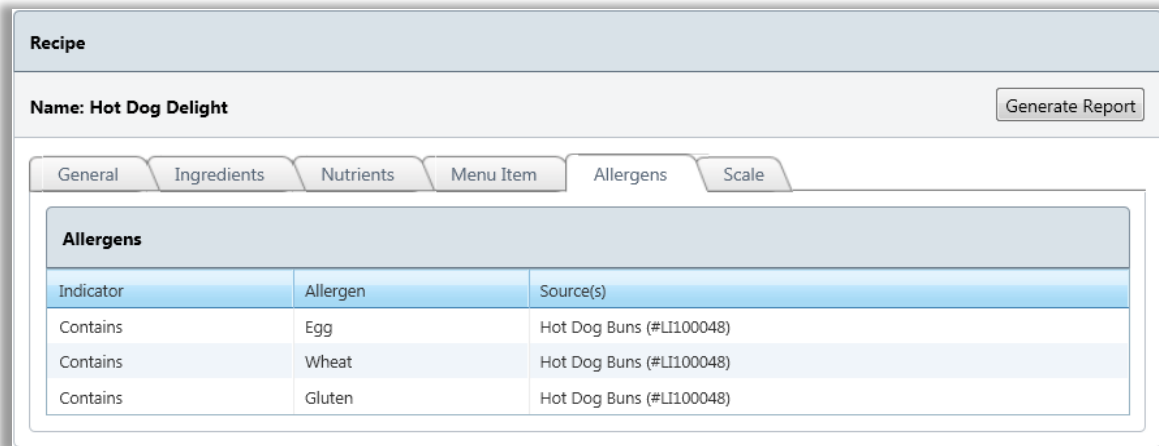 Recipe
Name: Hot Dog Delight Generate Report
General Ingredients Nutrients Menu Item Allergens Scale
Allergens
Indicator Allergen Source(s)
Contains Egg Hot Dog Buns (#LI100048)
Contains Wheat Hot Dog Buns (#LI100048)
Contains Gluten Hot Dog Buns (#LI100048)